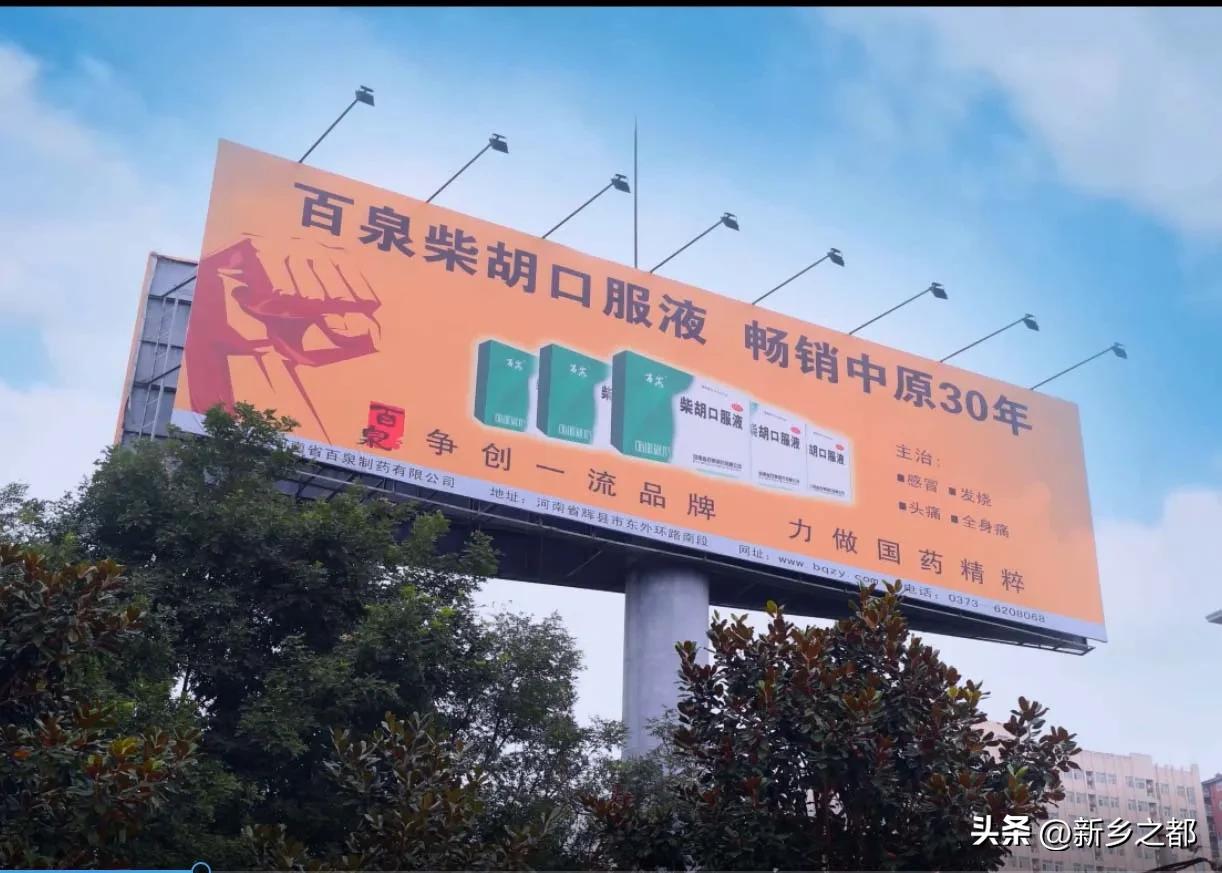 百泉柴胡口服液 畅销中原30年
百泉
柴胡口服液
柴胡口服液
胡口服液
主治:
■感冒 ■发烧
■头痛 ■全身痛
百泉 争创一流品牌 力做国药精粹
南省百泉制药有限公司 地址:河南省辉县市东外环路南段 网址:www.bqzy.com 电话:0373-6208068
头条 @新乡之都